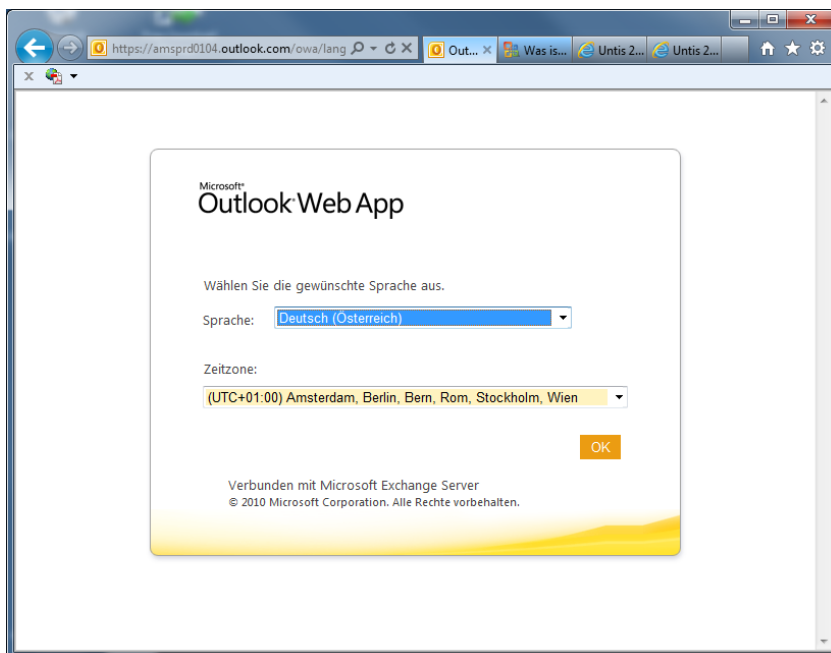 https://amsprd0104.outlook.com/owa/lang
Out...
Was is...
Untis 2...
Untis 2...
Microsoft®
Outlook Web App
Wählen Sie die gewünschte Sprache aus.
Sprache: Deutsch (Österreich)
Zeitzone:
(UTC+01:00) Amsterdam, Berlin, Bern, Rom, Stockholm, Wien
OK
Verbunden mit Microsoft Exchange Server
© 2010 Microsoft Corporation. Alle Rechte vorbehalten.